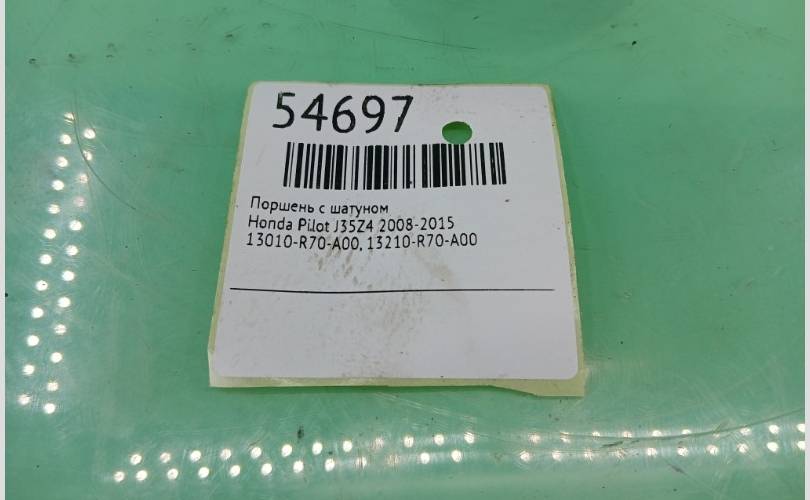 54697
Поршень с шатуном
Honda Pilot J35Z4 2008-2015
13010-R70-A00, 13210-R70-A00